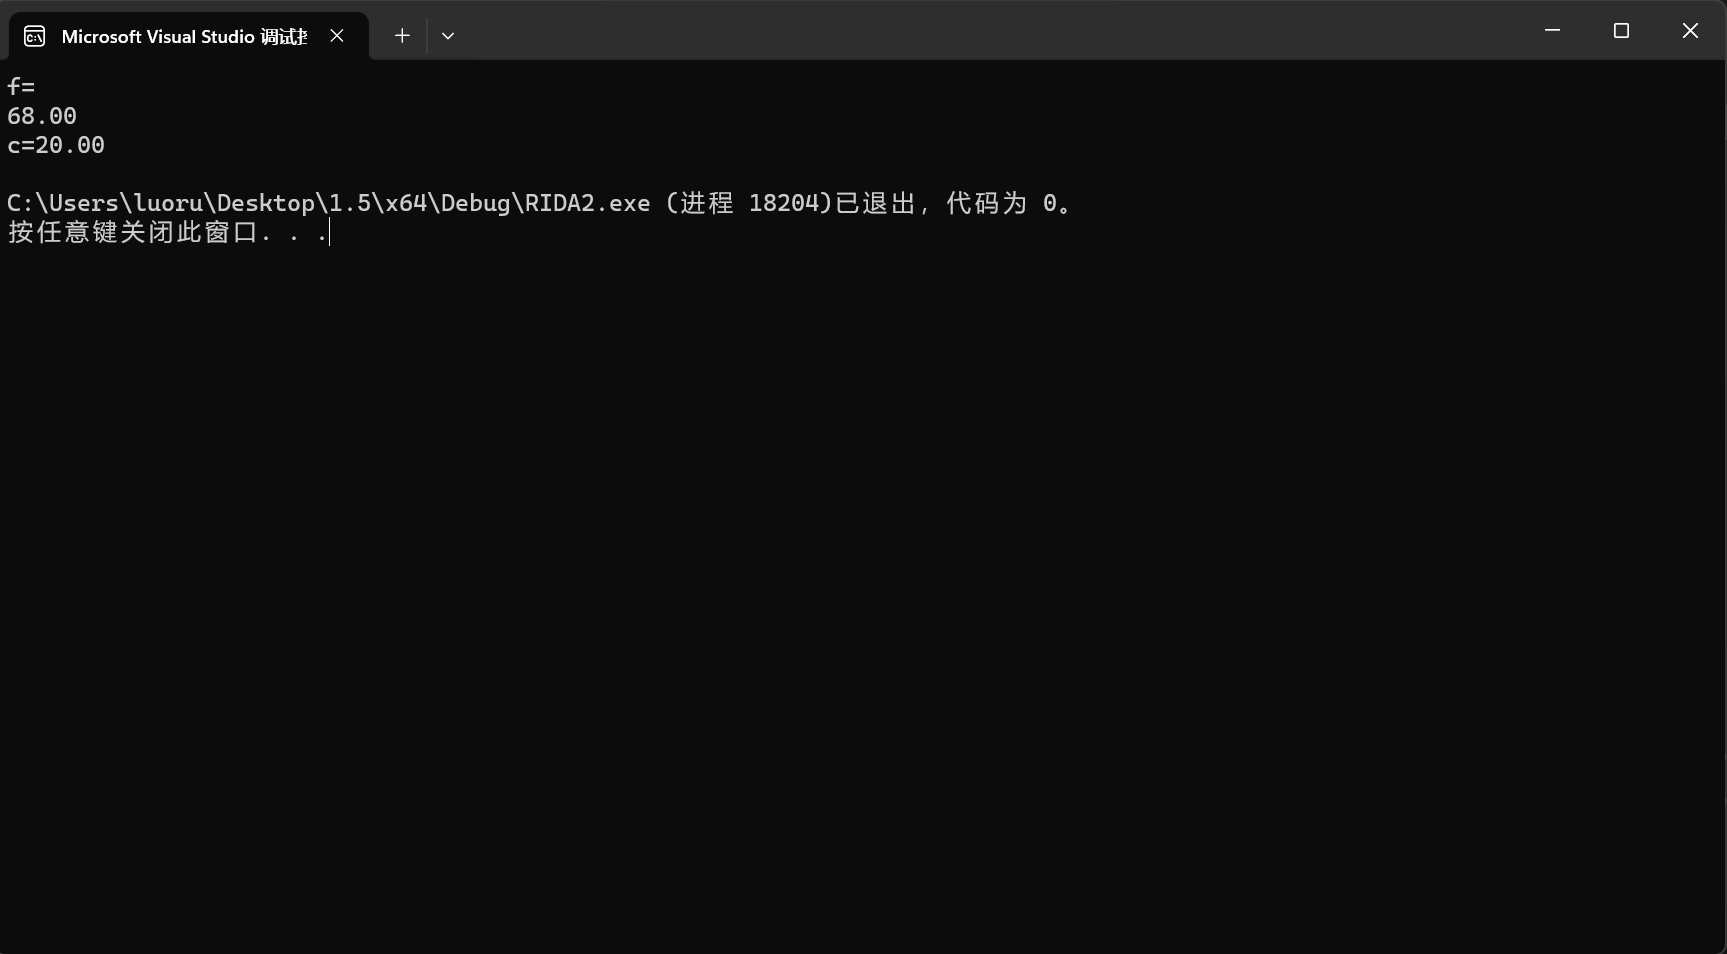 Microsoft Visual Studio 调试
f=
68.00
c=20.00
C:\Users\luoru\Desktop\1.5\x64\Debug\RIDA2.exe (进程 18204)已退出，代码为 0。
按任意键关闭此窗口. . .